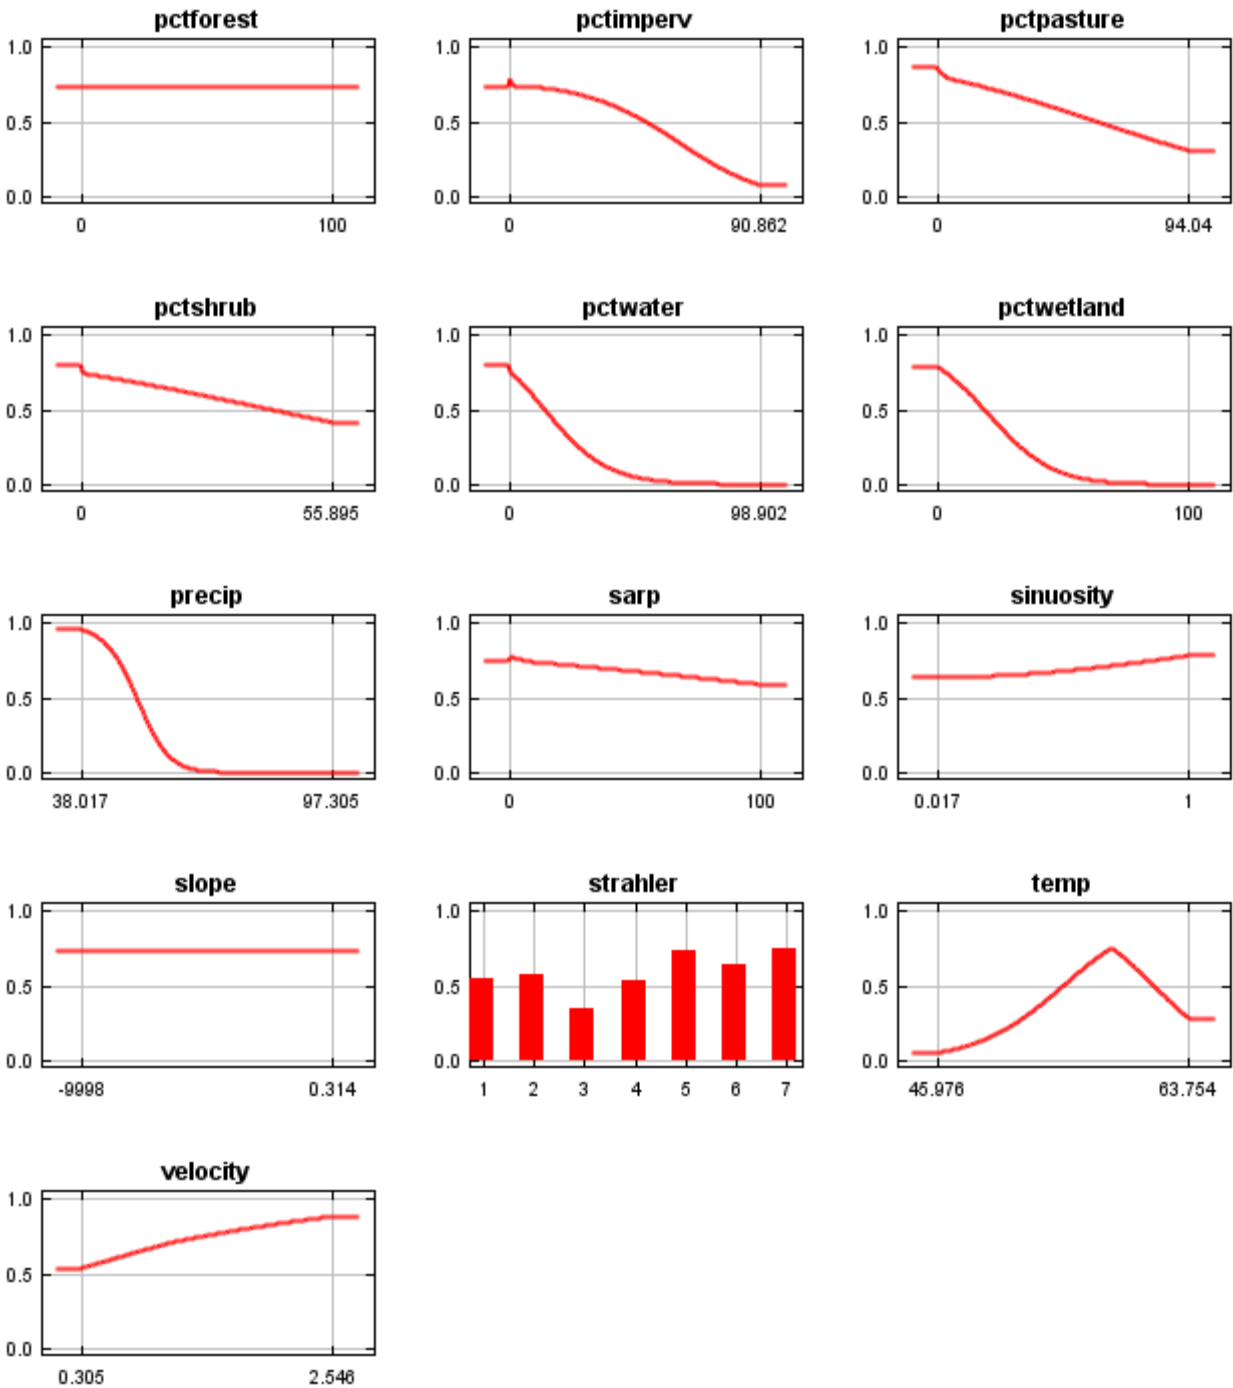 pctforest pctimperv pctpasture
1.0 1.0 1.0
0.5 0.5 0.5
0.0 0.0 0.0
0 100 0 90.862 0 94.04
pctshrub pctwater pctwetland
1.0 1.0 1.0
0.5 0.5 0.5
0.0 0.0 0.0
0 55.895 0 98.902 0 100
precip sarp sinuosity
1.0 1.0 1.0
0.5 0.5 0.5
0.0 0.0 0.0
38.017 97.305 0 100 0.017 1
slope strahler temp
1.0 1.0 1.0
0.5 0.5 0.5
0.0 0.0 0.0
-9998 0.314 1 2 3 4 5 6 7 45.976 63.754
velocity
1.0
0.5
0.0
0.305 2.546